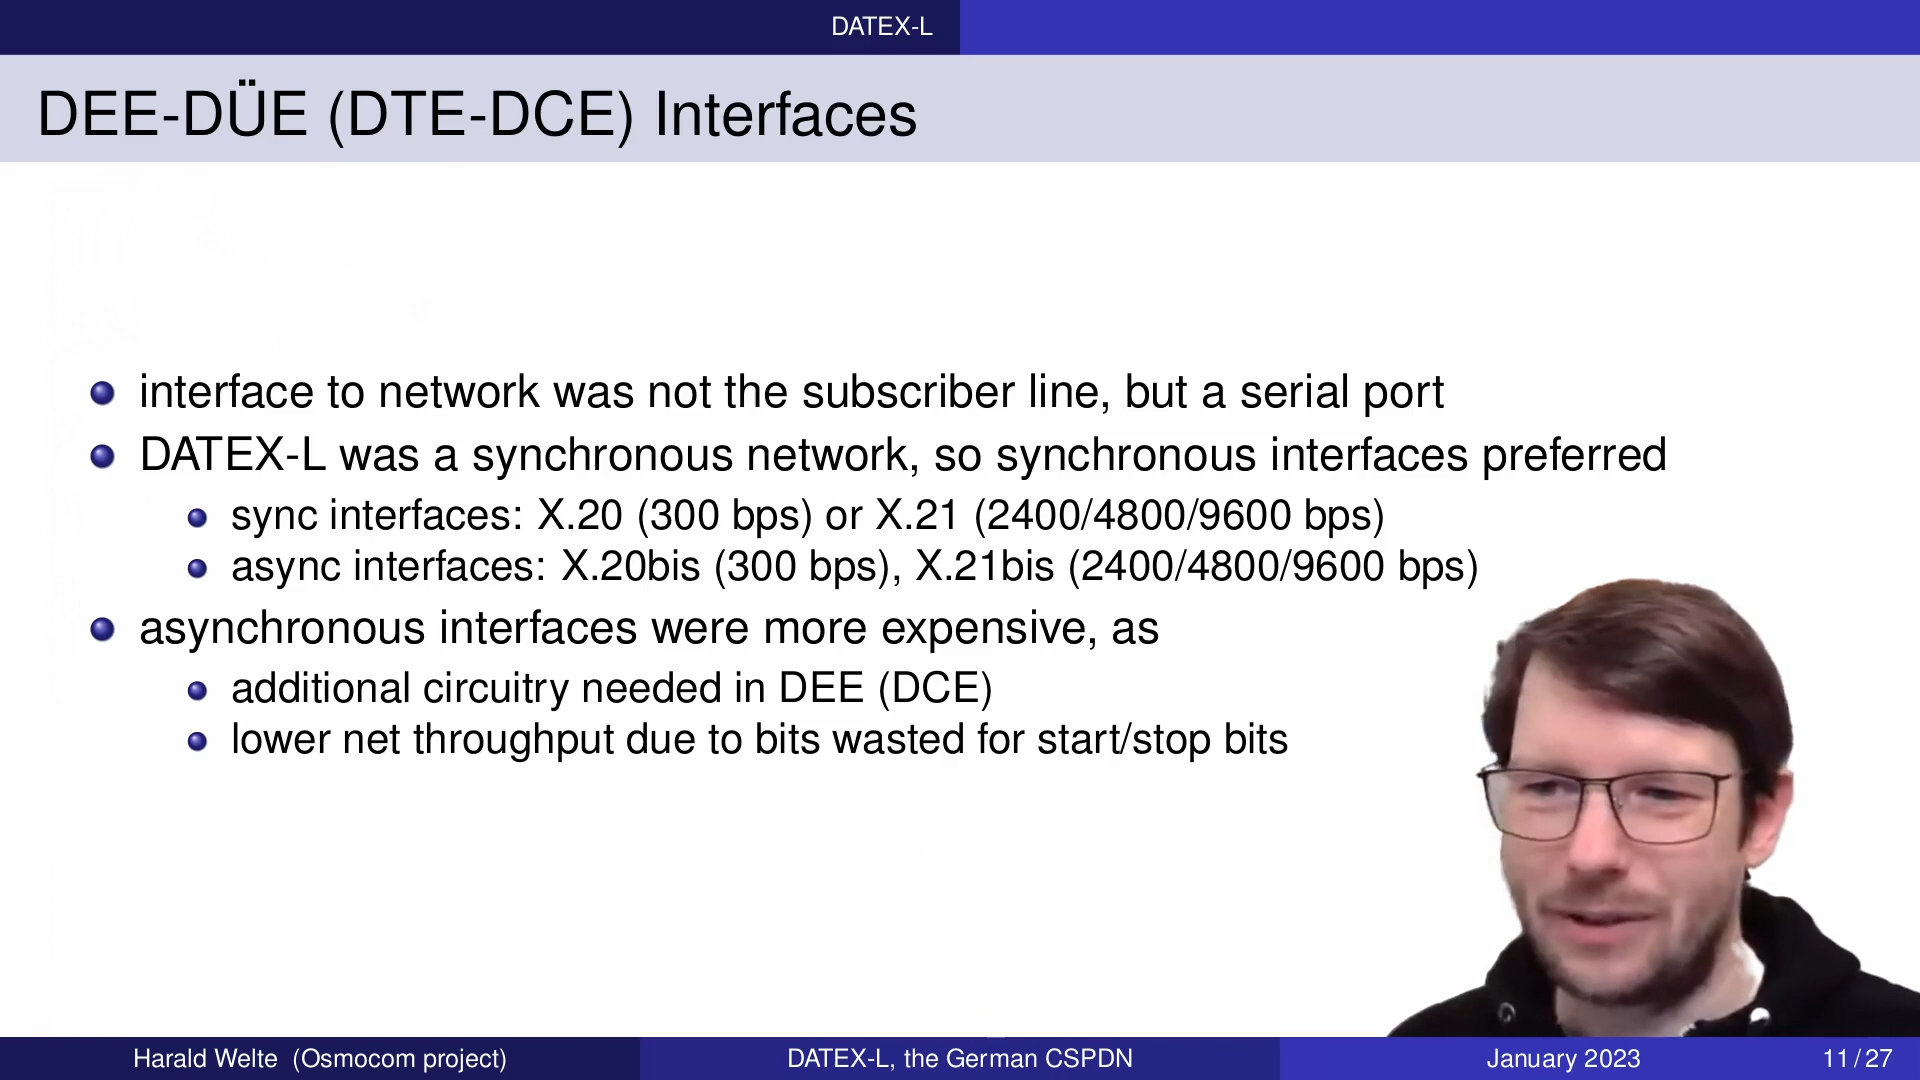 DATEX-L
DEE-DÜE (DTE-DCE) Interfaces
interface to network was not the subscriber line, but a serial port
DATEX-L was a synchronous network, so synchronous interfaces preferred
sync interfaces: X.20 (300 bps) or X.21 (2400/4800/9600 bps)
async interfaces: X.20bis (300 bps), X.21bis (2400/4800/9600 bps)
asynchronous interfaces were more expensive, as
additional circuitry needed in DEE (DCE)
lower net throughput due to bits wasted for start/stop bits
Harald Welte (Osmocom project)
DATEX-L, the German CSPDN
January 2023
11 / 27